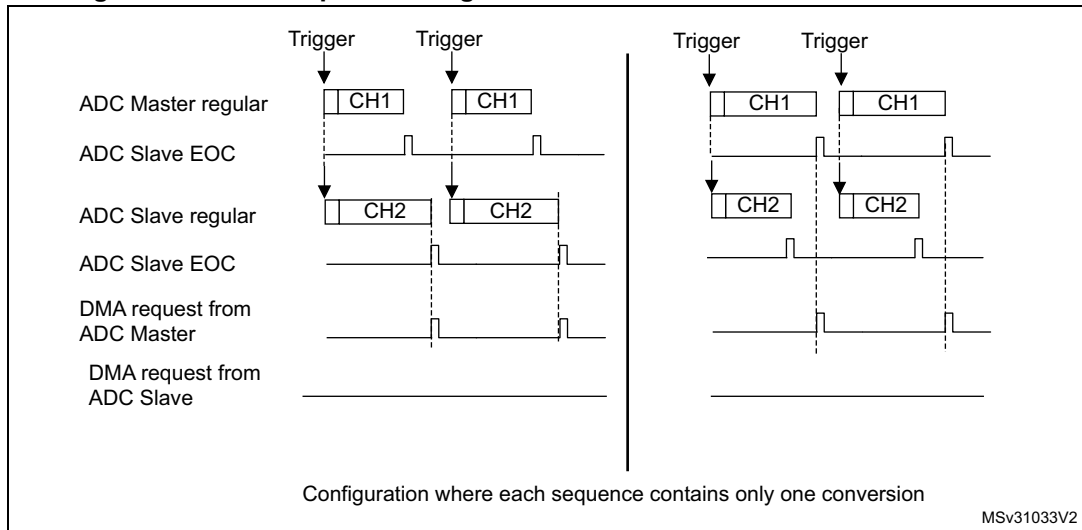 Trigger Trigger Trigger Trigger
ADC Master regular CH1 CH1 CH1 CH1
ADC Slave EOC
ADC Slave regular CH2 CH2 CH2 CH2
ADC Slave EOC
DMA request from
ADC Master
DMA request from
ADC Slave
Configuration where each sequence contains only one conversion
MSv31033V2